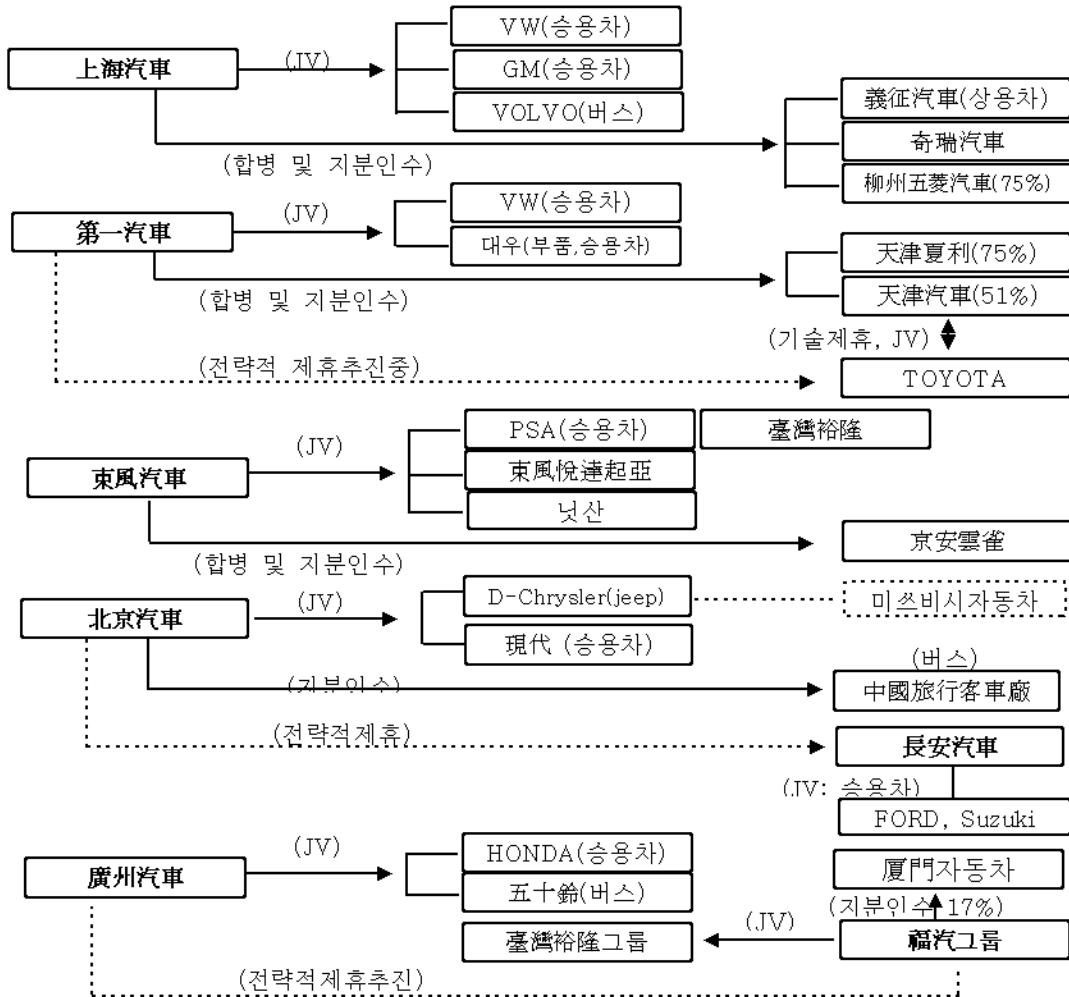 VW(승용차)
上海汽車
(JV)
GM(승용차)
VOLVO(버스)
義征汽車(상용차)
(합병 및 지분인수)
奇瑞汽車
柳州五菱汽車(75%)
VW(승용차)
第一汽車
(JV)
대우(부품,승용차)
天津夏利(75%)
(합병 및 지분인수)
天津汽車(51%)
(기술제휴, JV)
(전략적 제휴추진중)
TOYOTA
PSA(승용차)
臺灣裕隆
(JV)
東風汽車
東風悅達起亞
닛산
京安雲雀
(합병 및 지분인수)
D-Chrysler(jeep)
미쓰비시자동차
北京汽車
(JV)
現代 (승용차)
(버스)
(지분인수)
中國旅行客車廠
(전략적제휴)
長安汽車
(JV: 승용차)
FORD, Suzuki
HONDA(승용차)
(JV)
廣州汽車
厦門자동차
五十鈴(버스)
(지분인수 17%)
臺灣裕隆그룹
(JV)
福汽그룹
(전략적제휴추진)